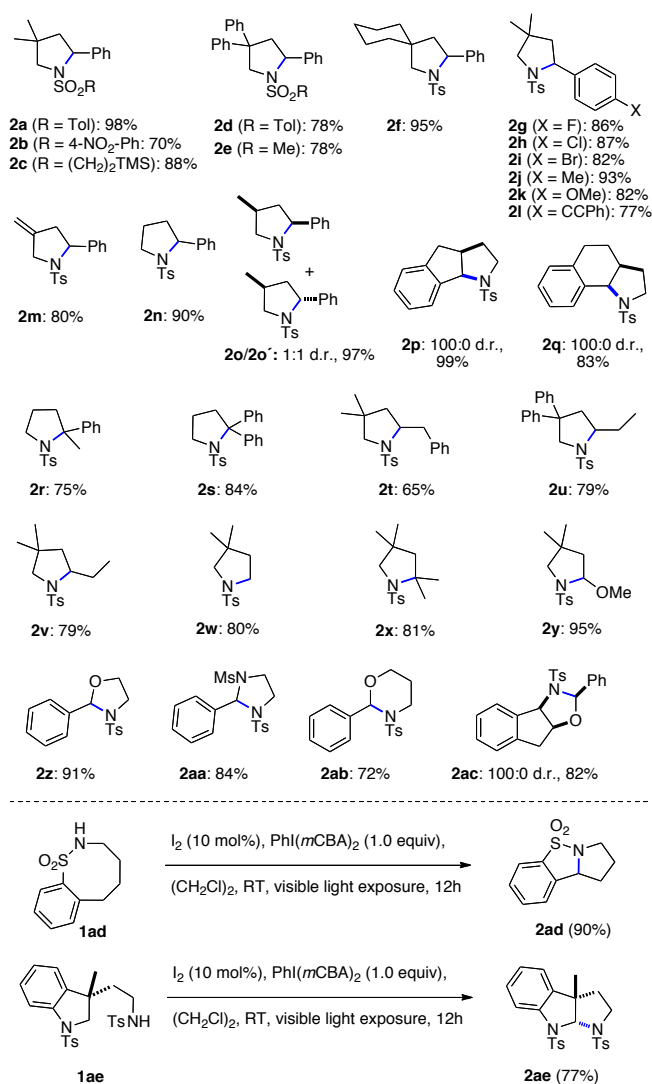 Ph
N
SO₂R
2a (R = Tol): 98%
2b (R = 4-NO₂-Ph: 70%
2c (R = (CH₂)₂TMS): 88%
Ph
Ph
Ph
N
SO₂R
2d (R = Tol): 78%
2e (R = Me): 78%
Ph
N
Ts
2f: 95%
N
Ts
X
2g (X = F): 86%
2h (X = Cl): 87%
2i (X = Br): 82%
2j (X = Me): 93%
2k (X = OMe): 82%
2l (X = CCPh): 77%
Ph
N
Ts
2m: 80%
Ph
N
Ts
2n: 90%
Ph
N
Ts
+
Ph
N
Ts
2o/2o´: 1:1 d.r., 97%
N
Ts
2p: 100:0 d.r.,
99%
N
Ts
2q: 100:0 d.r.,
83%
Ph
N
Ts
2r: 75%
Ph
Ph
N
Ts
2s: 84%
N
Ts
Ph
2t: 65%
Ph
Ph
N
Ts
2u: 79%
N
Ts
2v: 79%
N
Ts
2w: 80%
N
Ts
2x: 81%
N
Ts
OMe
2y: 95%
O
N
Ts
2z: 91%
MsN
N
Ts
2aa: 84%
O
N
Ts
2ab: 72%
TsN
Ph
O
2ac: 100:0 d.r., 82%
H
N
O₂S
1ad
I₂ (10 mol%), PhI(mCBA)₂ (1.0 equiv),
(CH₂Cl)₂, RT, visible light exposure, 12h
O₂
S
N
2ad (90%)
N
Ts
TsNH
1ae
I₂ (10 mol%), PhI(mCBA)₂ (1.0 equiv),
(CH₂Cl)₂, RT, visible light exposure, 12h
N
Ts
N
Ts
2ae (77%)